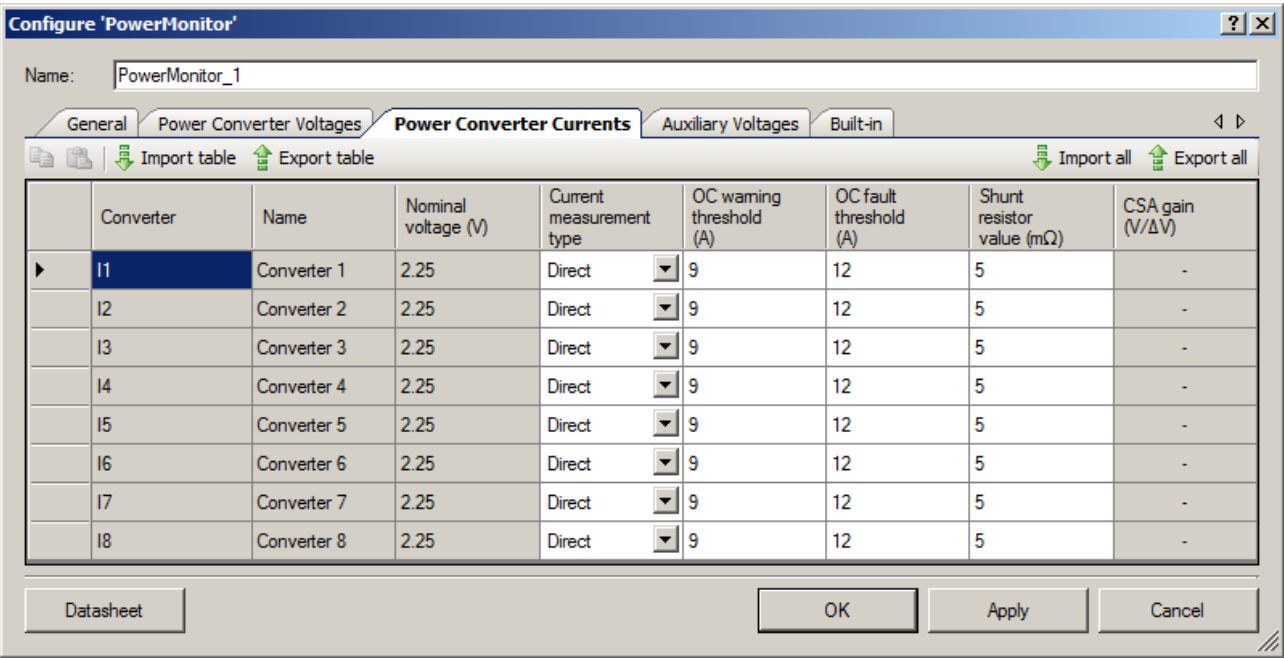 Configure 'PowerMonitor'
Name: PowerMonitor_1
General Power Converter Voltages Power Converter Currents Auxiliary Voltages Built-in
Import table Export table Import all Export all
Converter Name Nominal voltage (V) Current measurement type OC warning threshold (A) OC fault threshold (A) Shunt resistor value (mΩ) CSA gain (V/ΔV)
I1 Converter 1 2.25 Direct 9 12 5 -
I2 Converter 2 2.25 Direct 9 12 5 -
I3 Converter 3 2.25 Direct 9 12 5 -
I4 Converter 4 2.25 Direct 9 12 5 -
I5 Converter 5 2.25 Direct 9 12 5 -
I6 Converter 6 2.25 Direct 9 12 5 -
I7 Converter 7 2.25 Direct 9 12 5 -
I8 Converter 8 2.25 Direct 9 12 5 -
Datasheet OK Apply Cancel